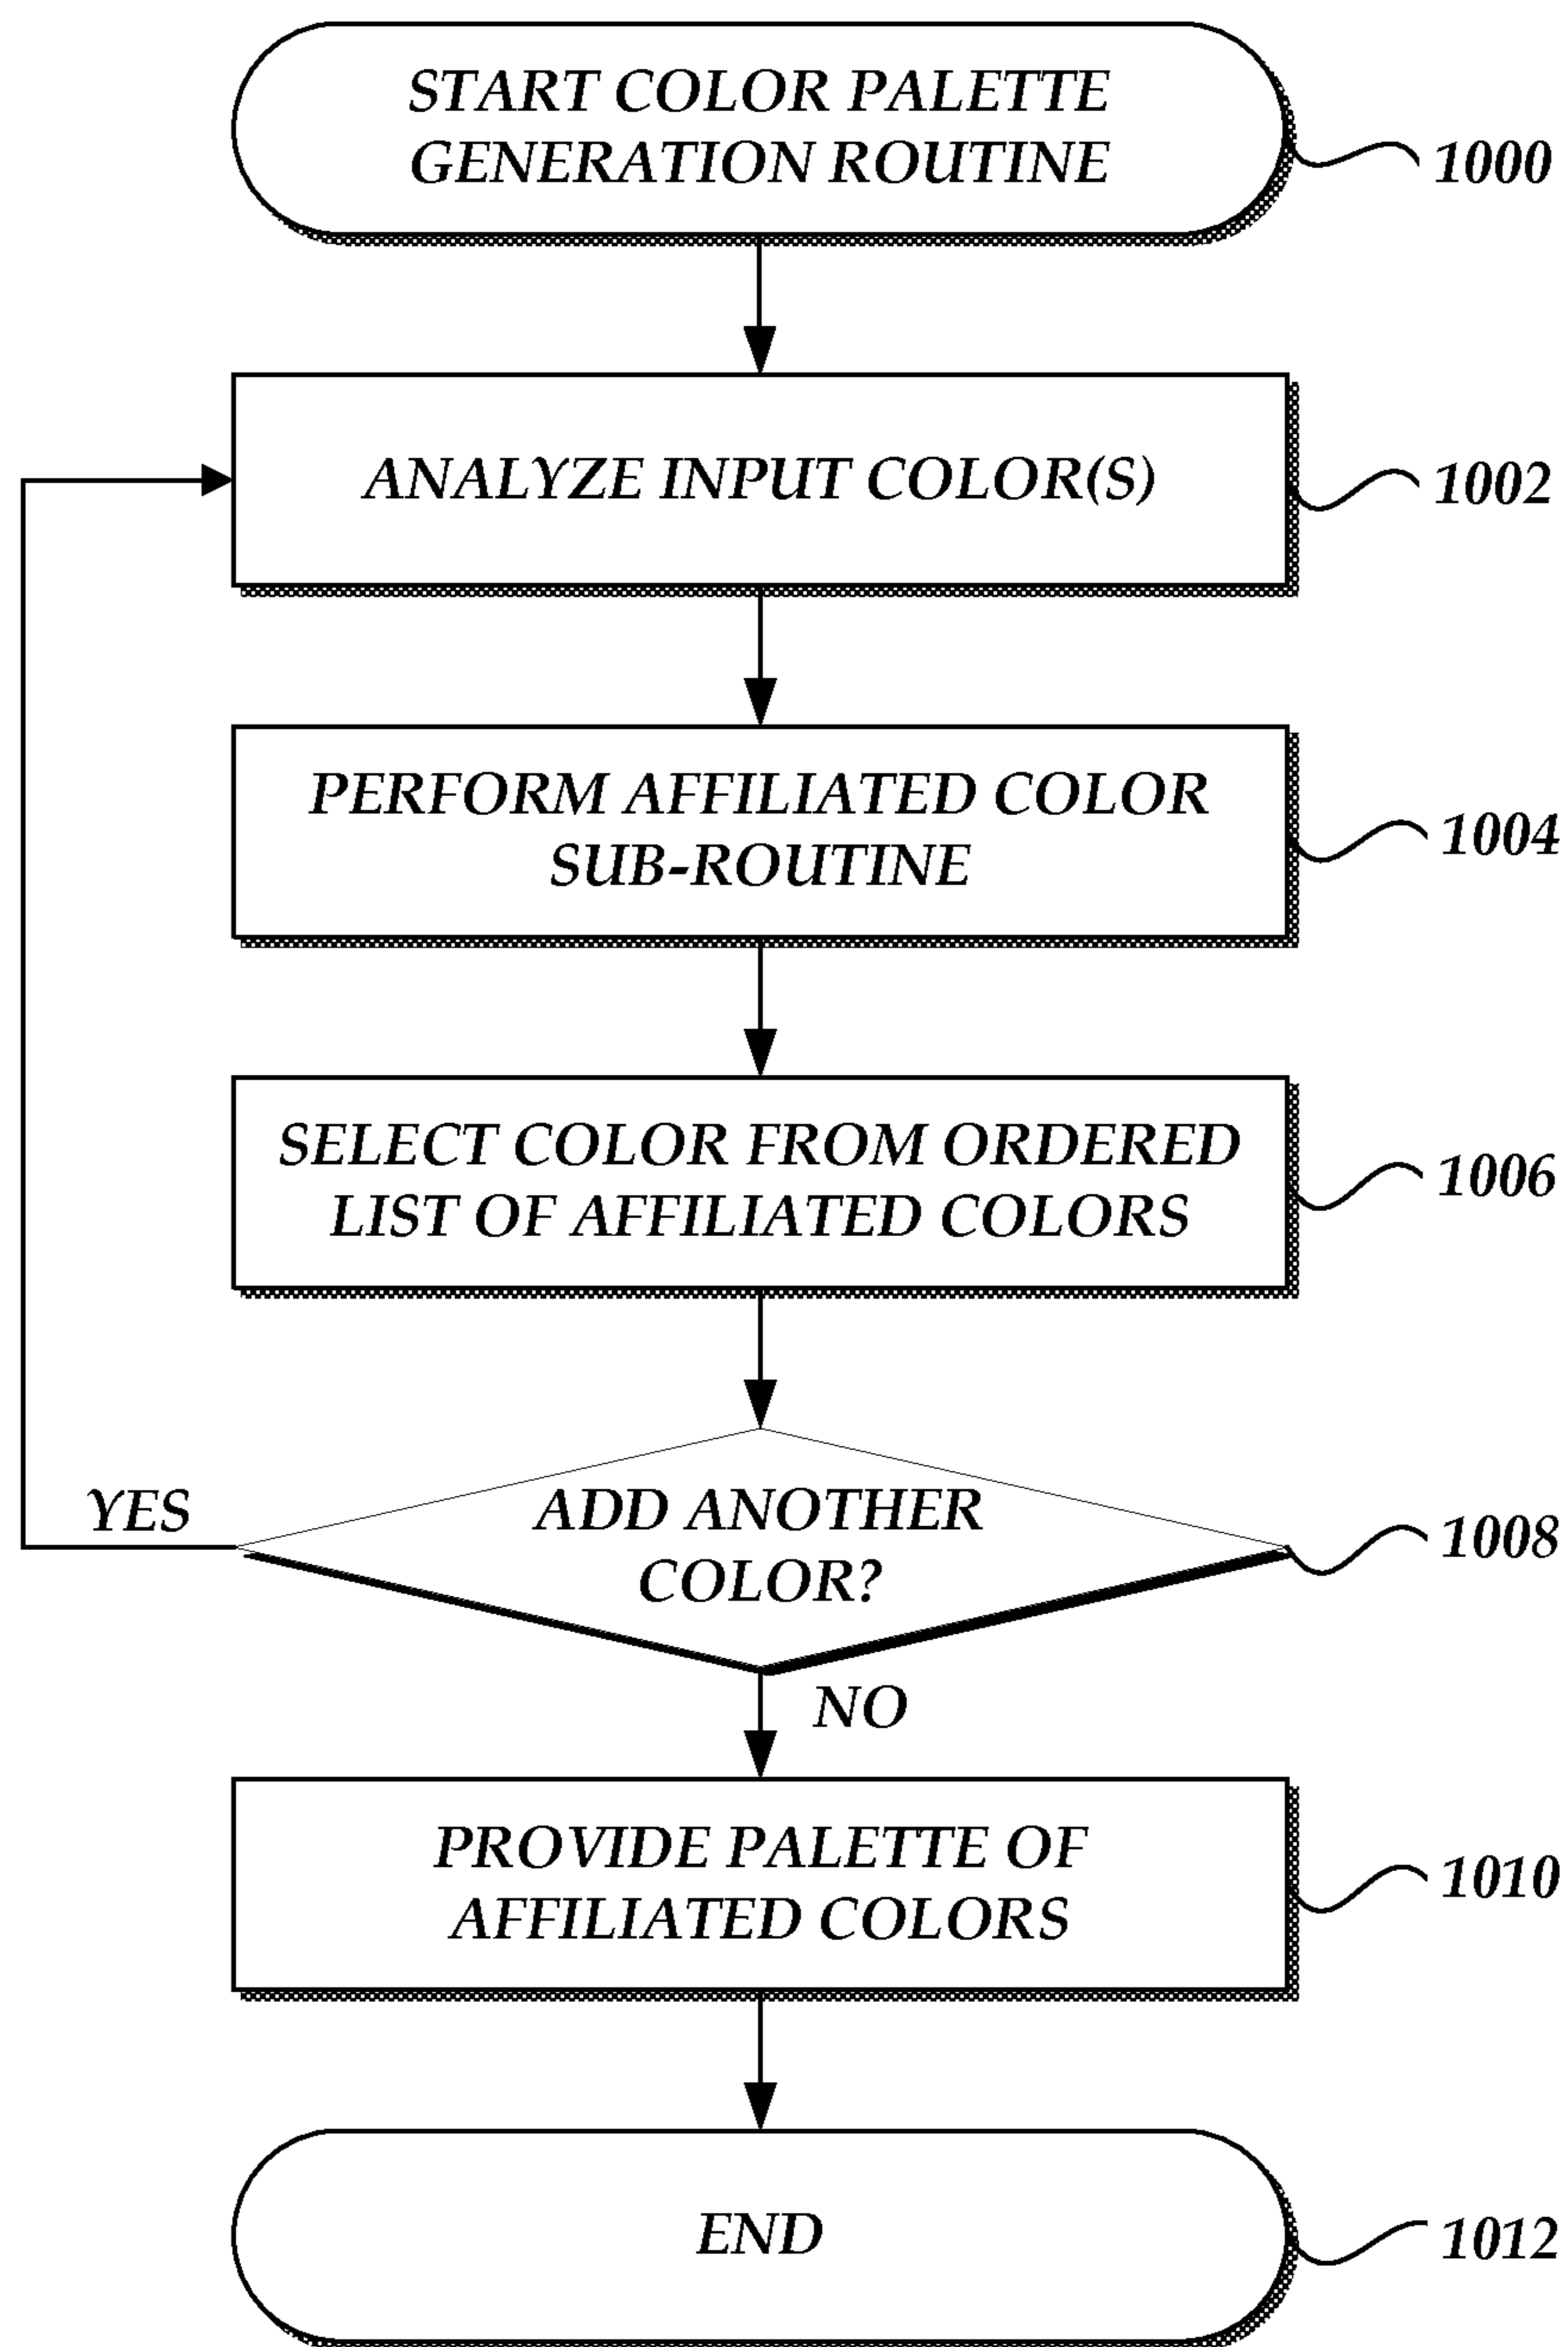 START COLOR PALETTE
GENERATION ROUTINE
1000
ANALYZE INPUT COLOR(S)
1002
PERFORM AFFILIATED COLOR
SUB-ROUTINE
1004
SELECT COLOR FROM ORDERED
LIST OF AFFILIATED COLORS
1006
YES
ADD ANOTHER
COLOR?
1008
NO
PROVIDE PALETTE OF
AFFILIATED COLORS
1010
END
1012